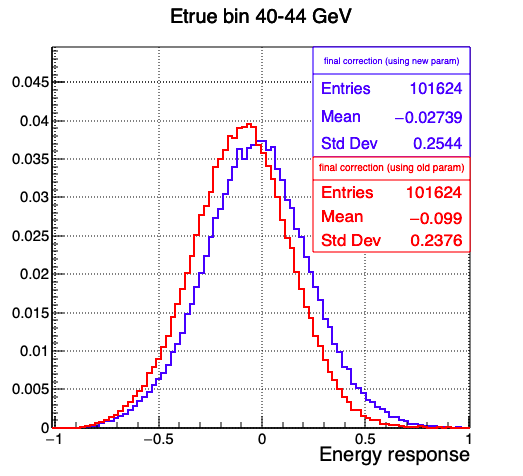 Etrue bin 40-44 GeV
final correction (using new param)
Entries 101624
Mean −0.02739
Std Dev 0.2544
final correction (using old param)
Entries 101624
Mean −0.099
Std Dev 0.2376
0.045
0.04
0.035
0.03
0.025
0.02
0.015
0.01
0.005
0
−1 −0.5 0 0.5 1
Energy response